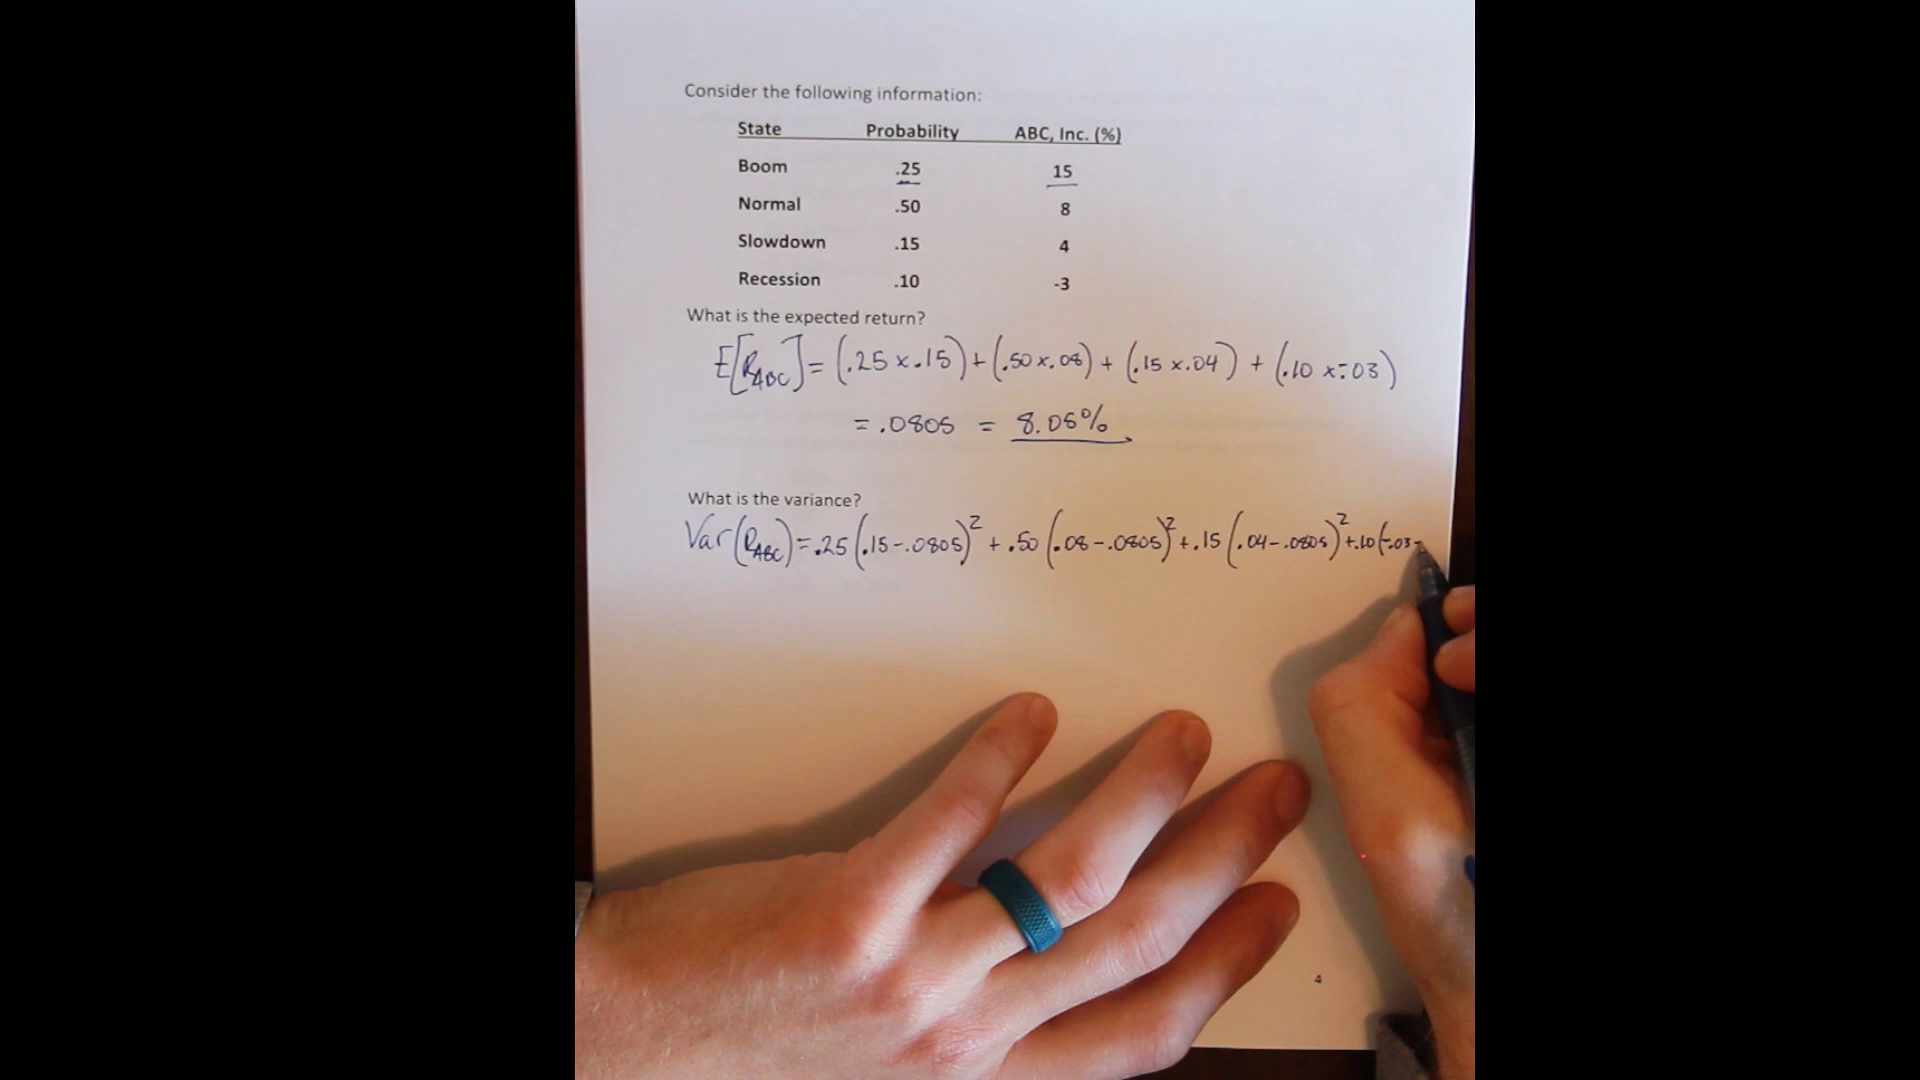 Consider the following information:
State Probability ABC, Inc. (%)
Boom .25 15
Normal .50 8
Slowdown .15 4
Recession .10 -3
What is the expected return?
E[R_ABC] = (.25 x .15) + (.50 x .08) + (.15 x .04) + (.10 x -.03)
= .0805 = 8.05%
What is the variance?
Var(R_ABC) = .25(.15 - .0805)² + .50(.08 - .0805)² + .15(.04 - .0805)² + .10(-.03 -
4